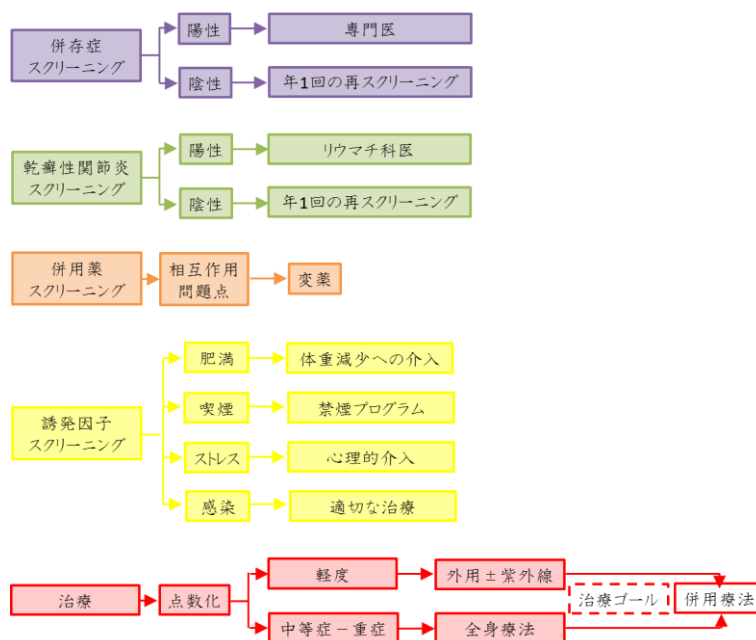 併存症
スクリーニング
陽性
専門医
陰性
年1回の再スクリーニング
乾癬性関節炎
スクリーニング
陽性
リウマチ科医
陰性
年1回の再スクリーニング
併用薬
スクリーニング
相互作用
問題点
変薬
誘発因子
スクリーニング
肥満
体重減少への介入
喫煙
禁煙プログラム
ストレス
心理的介入
感染
適切な治療
治療
点数化
軽度
外用±紫外線
中等症－重症
全身療法
治療ゴール
併用療法